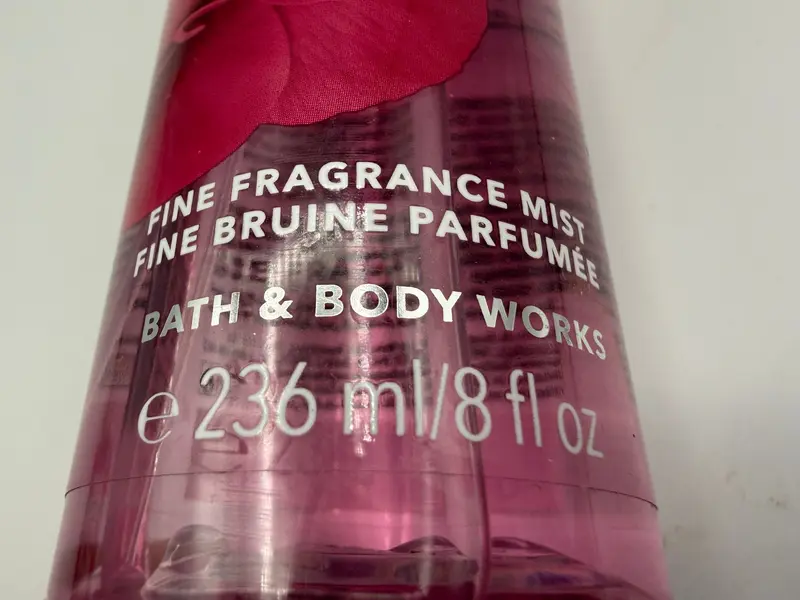 FINE FRAGRANCE MIST
FINE BRUINE PARFUMÉE
BATH & BODY WORKS
℮ 236 ml/8 fl oz